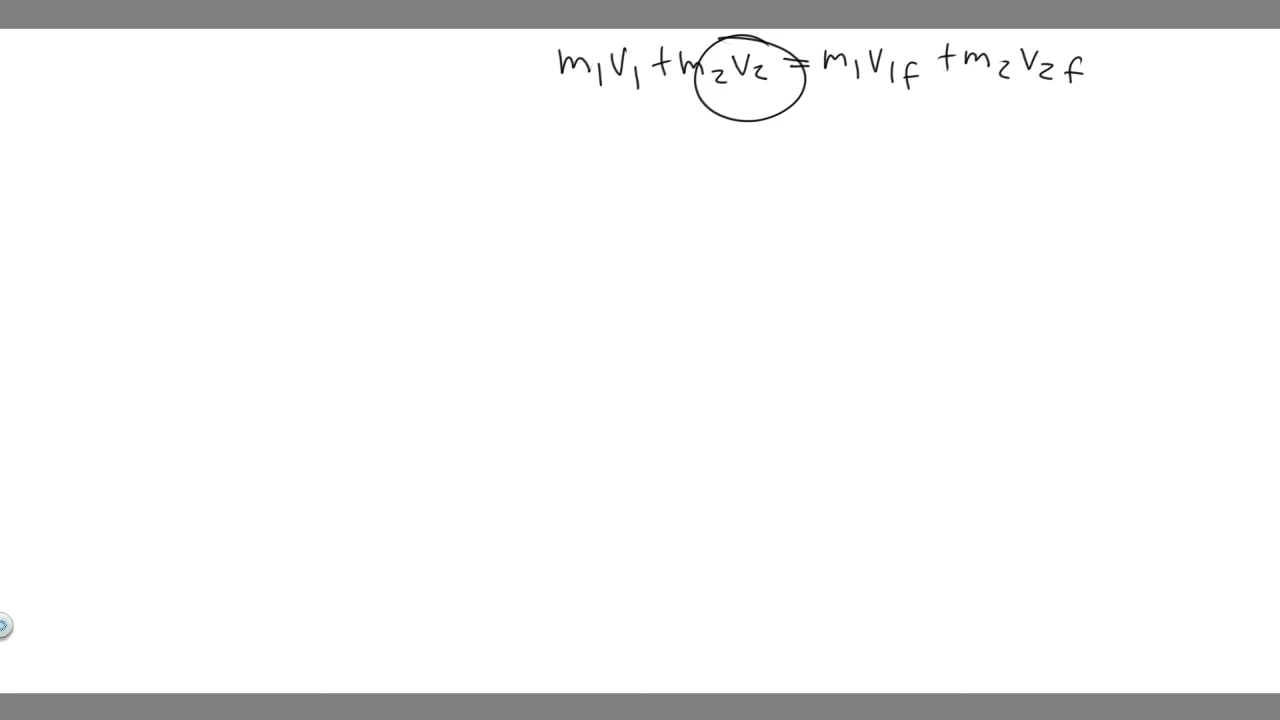 m₁v₁ + m₂v₂ = m₁v₁f + m₂v₂f